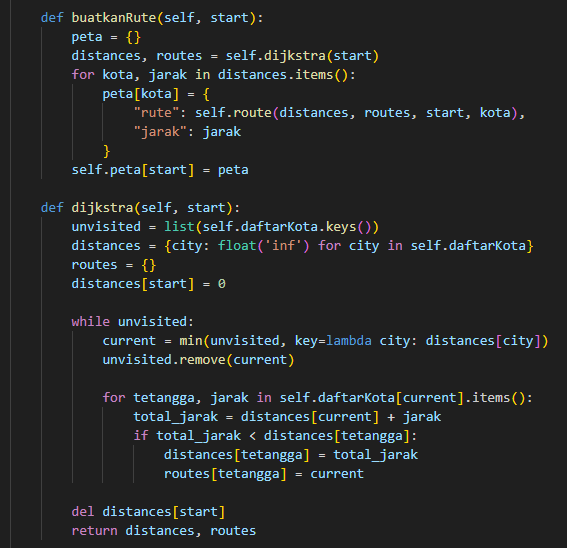 def buatkanRute(self, start):
peta = {}
distances, routes = self.dijkstra(start)
for kota, jarak in distances.items():
peta[kota] = {
"rute": self.route(distances, routes, start, kota),
"jarak": jarak
}
self.peta[start] = peta
def dijkstra(self, start):
unvisited = list(self.daftarKota.keys())
distances = {city: float('inf') for city in self.daftarKota}
routes = {}
distances[start] = 0
while unvisited:
current = min(unvisited, key=lambda city: distances[city])
unvisited.remove(current)
for tetangga, jarak in self.daftarKota[current].items():
total_jarak = distances[current] + jarak
if total_jarak < distances[tetangga]:
distances[tetangga] = total_jarak
routes[tetangga] = current
del distances[start]
return distances, routes